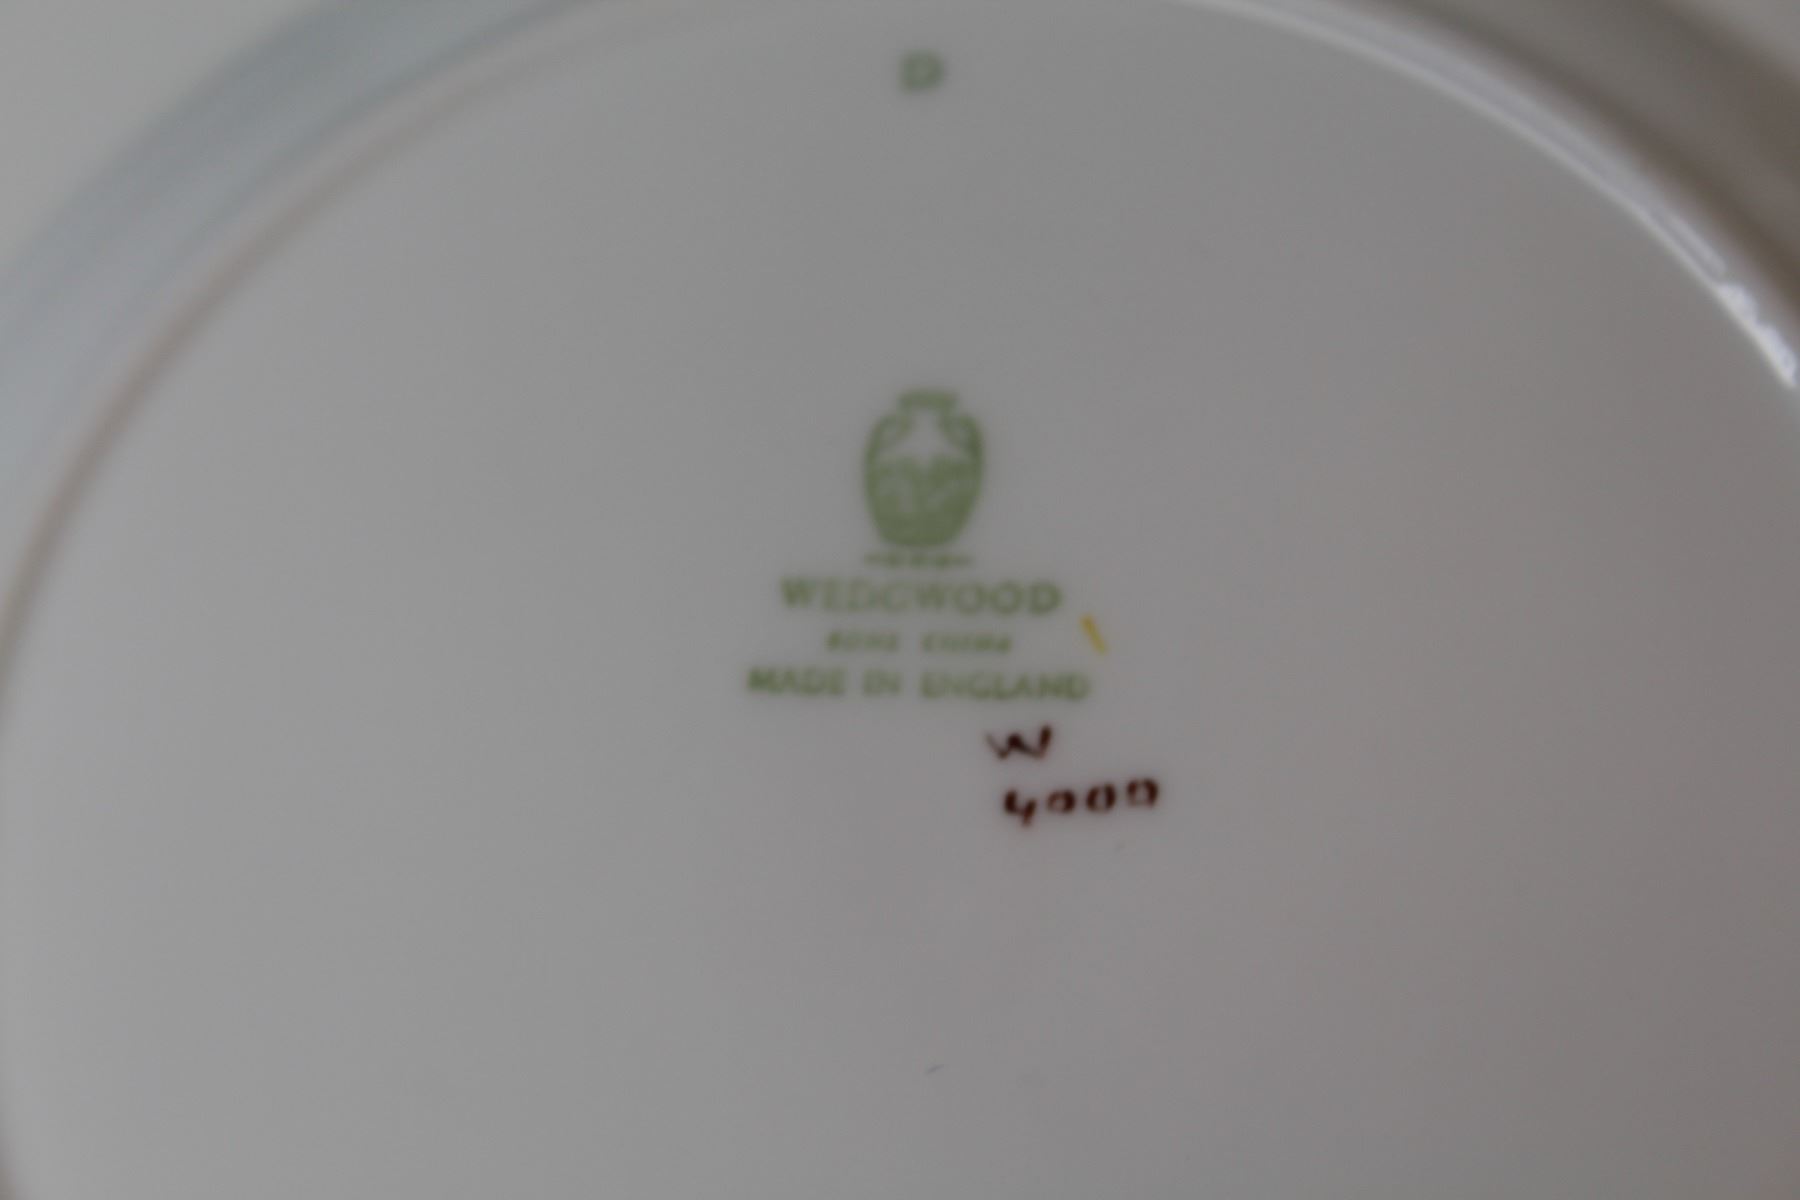 D
WEDGWOOD
BONE CHINA
MADE IN ENGLAND
W
4000